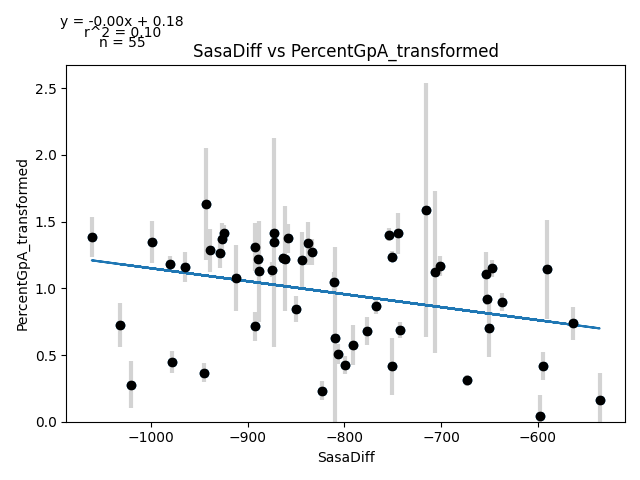 y = -0.00x + 0.18
r^2 = 0.10
n = 55
SasaDiff vs PercentGpA_transformed
2.5
2.0
1.5
1.0
0.5
0.0
PercentGpA_transformed
−1000
−900
−800
−700
−600
SasaDiff